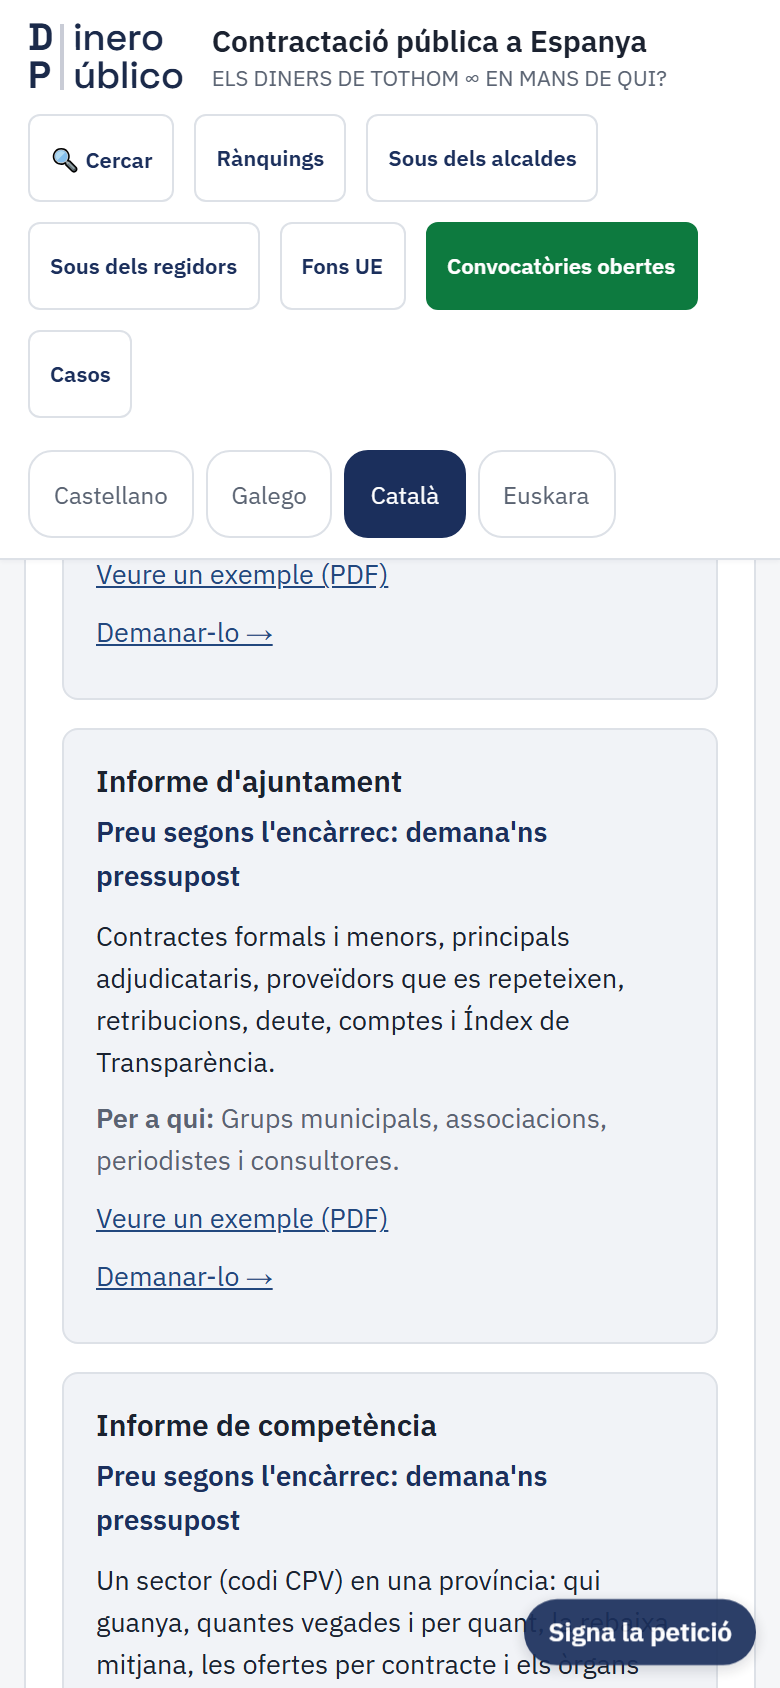 Dinero
Público
Contractació pública a Espanya
ELS DINERS DE TOTHOM ∞ EN MANS DE QUI?
🔍 Cercar
Rànquings
Sous dels alcaldes
Sous dels regidors
Fons UE
Convocatòries obertes
Casos
Castellano
Galego
Català
Euskara
Veure un exemple (PDF)
Demanar-lo →
Informe d'ajuntament
Preu segons l'encàrrec: demana'ns
pressupost
Contractes formals i menors, principals
adjudicataris, proveïdors que es repeteixen,
retribucions, deute, comptes i Índex de
Transparència.
Per a qui: Grups municipals, associacions,
periodistes i consultores.
Veure un exemple (PDF)
Demanar-lo →
Informe de competència
Preu segons l'encàrrec: demana'ns
pressupost
Un sector (codi CPV) en una província: qui
guanya, quantes vegades i per quant, la rebaixa
mitjana, les ofertes per contracte i els òrgans
Signa la petició